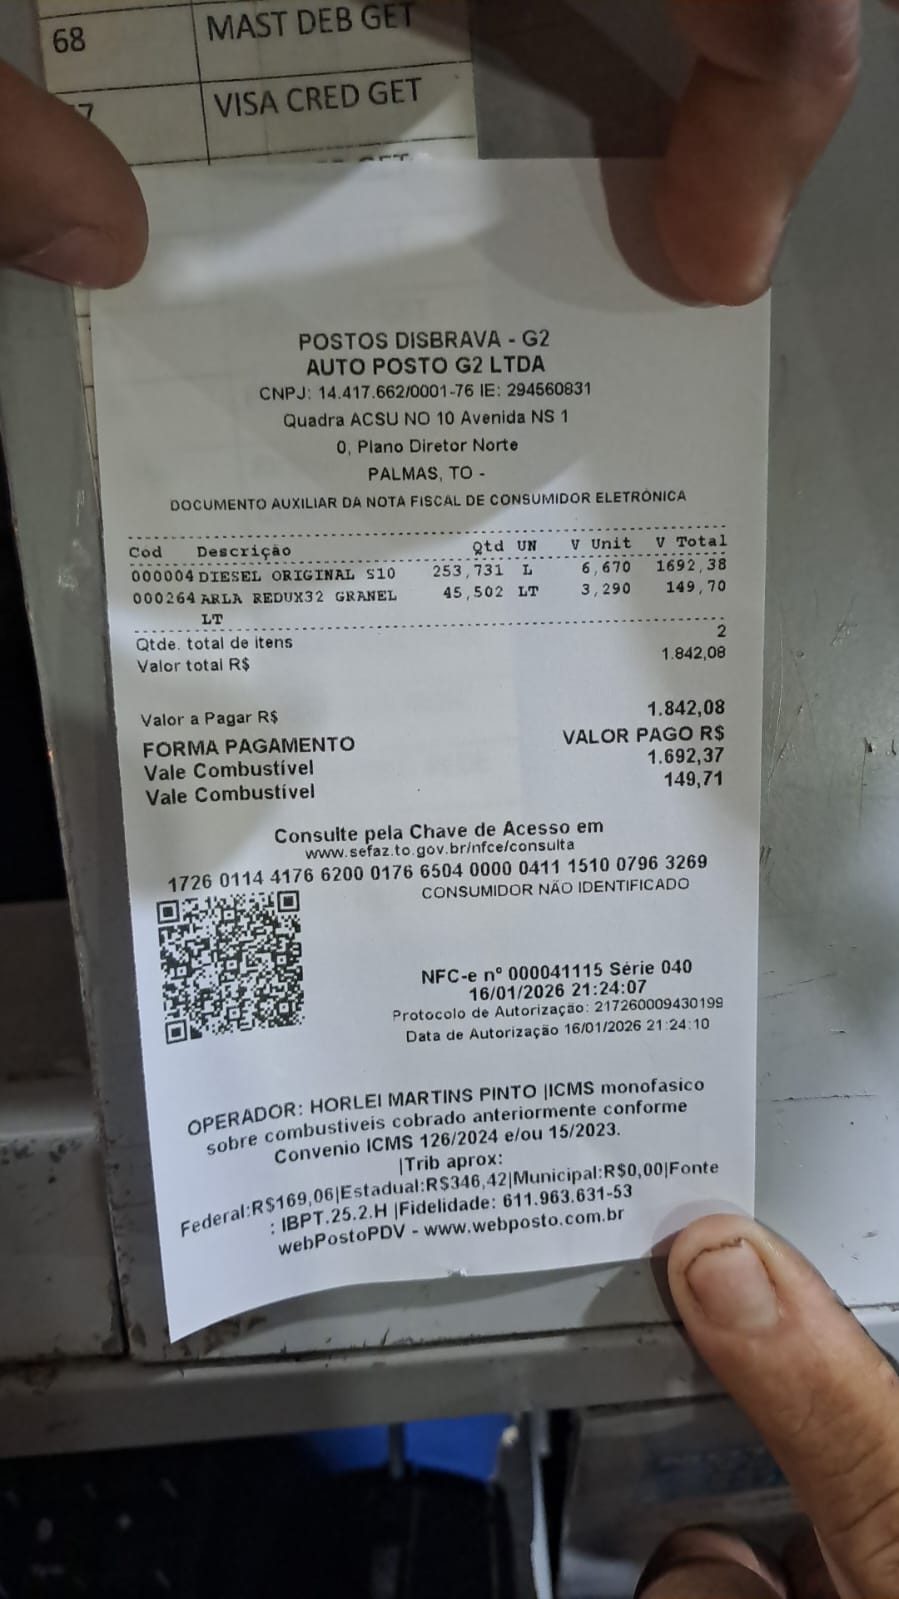 68 MAST DEB GET
VISA CRED GET
POSTOS DISBRAVA - G2
AUTO POSTO G2 LTDA
CNPJ: 14.417.662/0001-76 IE: 294560831
Quadra ACSU NO 10 Avenida NS 1
0, Plano Diretor Norte
PALMAS, TO -
DOCUMENTO AUXILIAR DA NOTA FISCAL DE CONSUMIDOR ELETRÔNICA
Cód Descrição Qtd UN V Unit V Total
000004 DIESEL ORIGINAL S10 253,731 L 6,670 1692,38
000264 ARLA REDUX32 GRANEL 45,502 LT 3,290 149,70
LT
Qtde. total de itens 2
Valor total R$ 1.842,08
Valor a Pagar R$ 1.842,08
FORMA PAGAMENTO VALOR PAGO R$
Vale Combustível 1.692,37
Vale Combustível 149,71
Consulte pela Chave de Acesso em
www.sefaz.to.gov.br/nfce/consulta
1726 0114 4176 6200 0176 6504 0000 0411 1510 0796 3269
CONSUMIDOR NÃO IDENTIFICADO
NFC-e nº 000041115 Série 040
16/01/2026 21:24:07
Protocolo de Autorização: 217260009430199
Data de Autorização 16/01/2026 21:24:10
OPERADOR: HORLEI MARTINS PINTO |ICMS monofasico
sobre combustiveis cobrado anteriormente conforme
Convenio ICMS 126/2024 e/ou 15/2023.
|Trib aprox:
Federal:R$169,06|Estadual:R$346,42|Municipal:R$0,00|Fonte
: IBPT.25.2.H |Fidelidade: 611.963.631-53
webPostoPDV - www.webposto.com.br